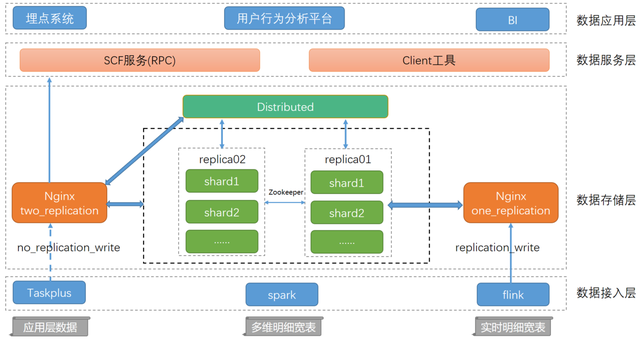 埋点系统
用户行为分析平台
BI
数据应用层
SCF服务(RPC)
Client工具
数据服务层
Distributed
replica02
replica01
shard1
shard1
Zookeeper
shard2
shard2
......
......
Nginx
two_replication
Nginx
one_replication
数据存储层
no_replication_write
replication_write
Taskplus
spark
flink
数据接入层
应用层数据
多维明细宽表
实时明细宽表